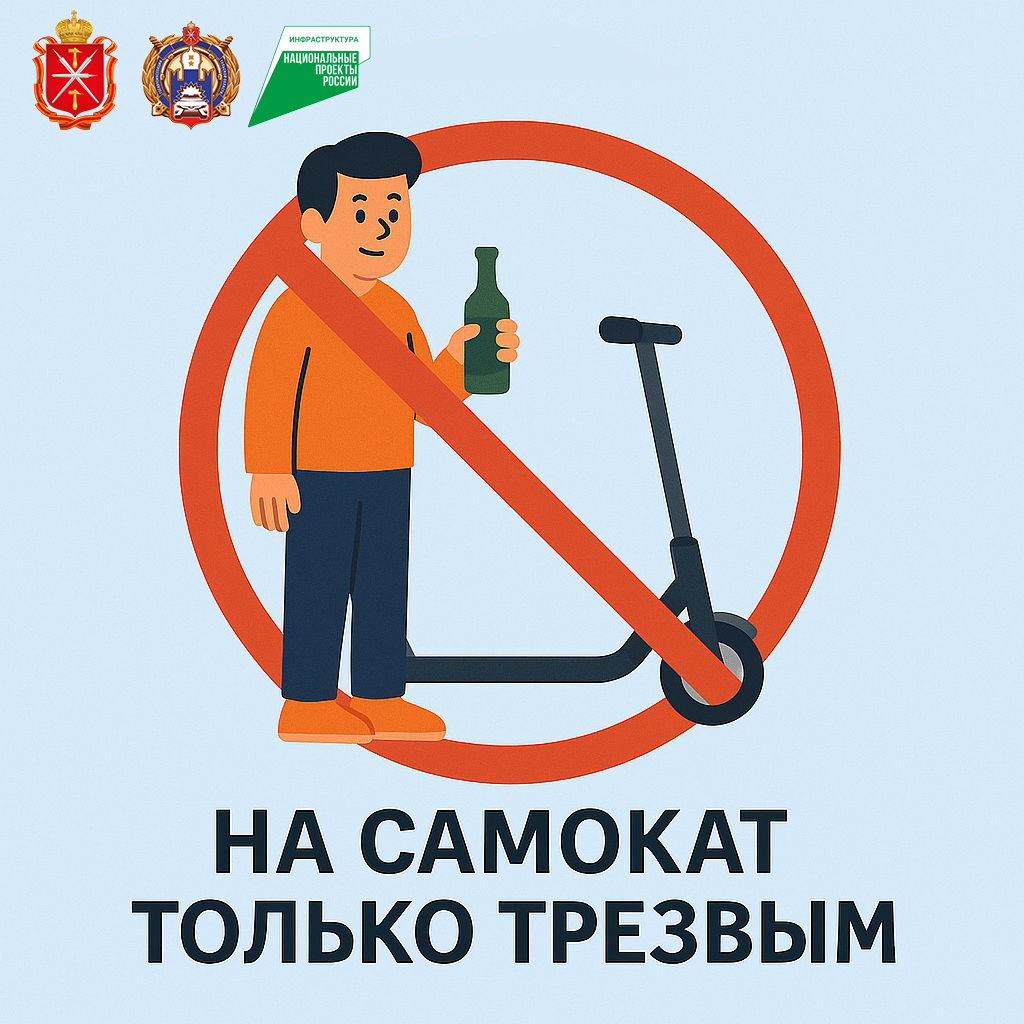 ИНФРАСТРУКТУРА
НАЦИОНАЛЬНЫЕ
ПРОЕКТЫ
РОССИИ
НА САМОКАТ
ТОЛЬКО ТРЕЗВЫМ